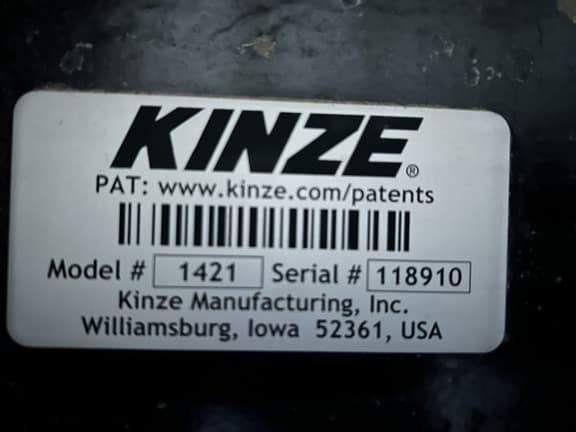 KINZE®
PAT: www.kinze.com/patents
Model # 1421 Serial # 118910
Kinze Manufacturing, Inc.
Williamsburg, Iowa 52361, USA